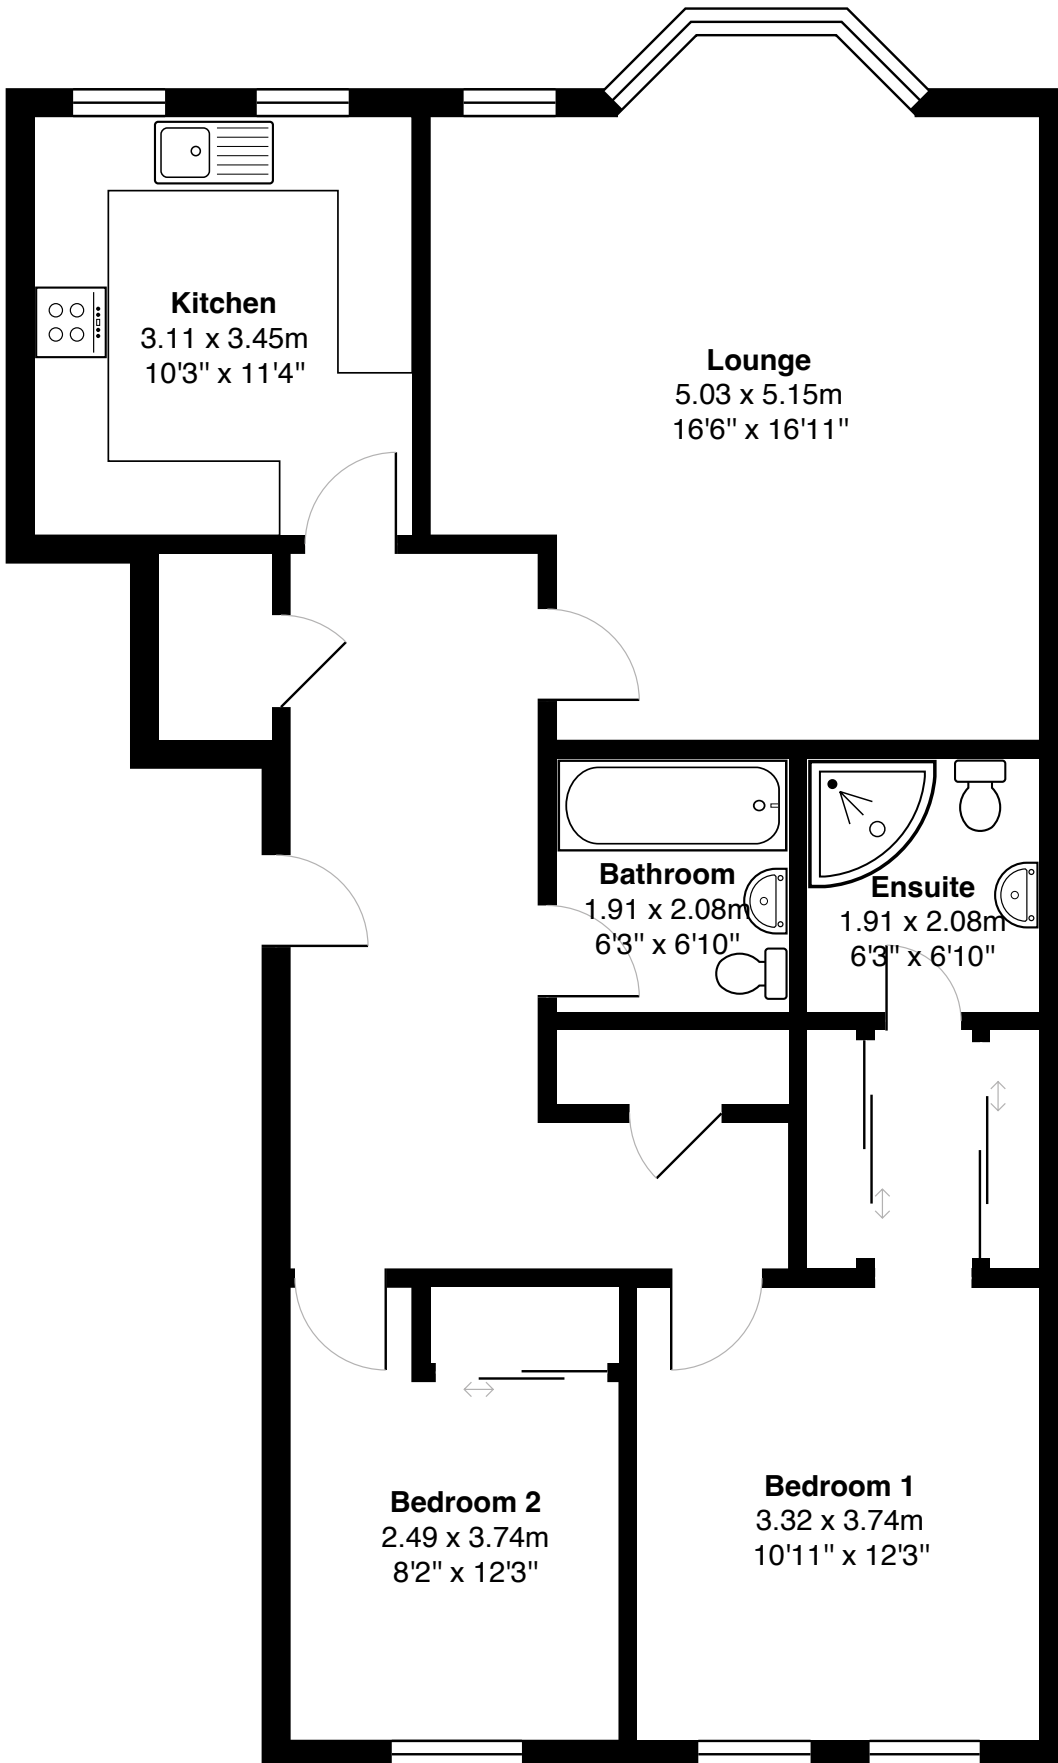 Kitchen
3.11 x 3.45m
10'3" x 11'4"
Lounge
5.03 x 5.15m
16'6" x 16'11"
Bathroom
1.91 x 2.08m
6'3" x 6'10"
Ensuite
1.91 x 2.08m
6'3" x 6'10"
Bedroom 2
2.49 x 3.74m
8'2" x 12'3"
Bedroom 1
3.32 x 3.74m
10'11" x 12'3"